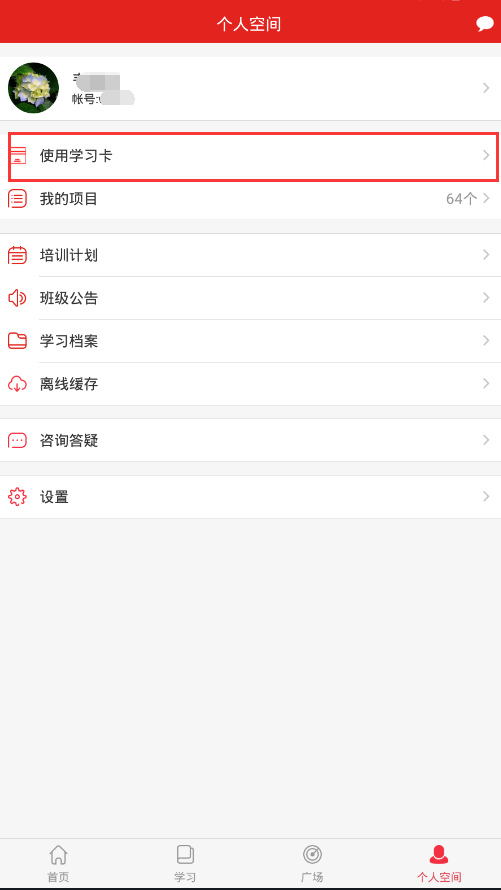 个人空间
帐号:
使用学习卡
我的项目 64个
培训计划
班级公告
学习档案
离线缓存
咨询答疑
设置
首页 学习 广场 个人空间